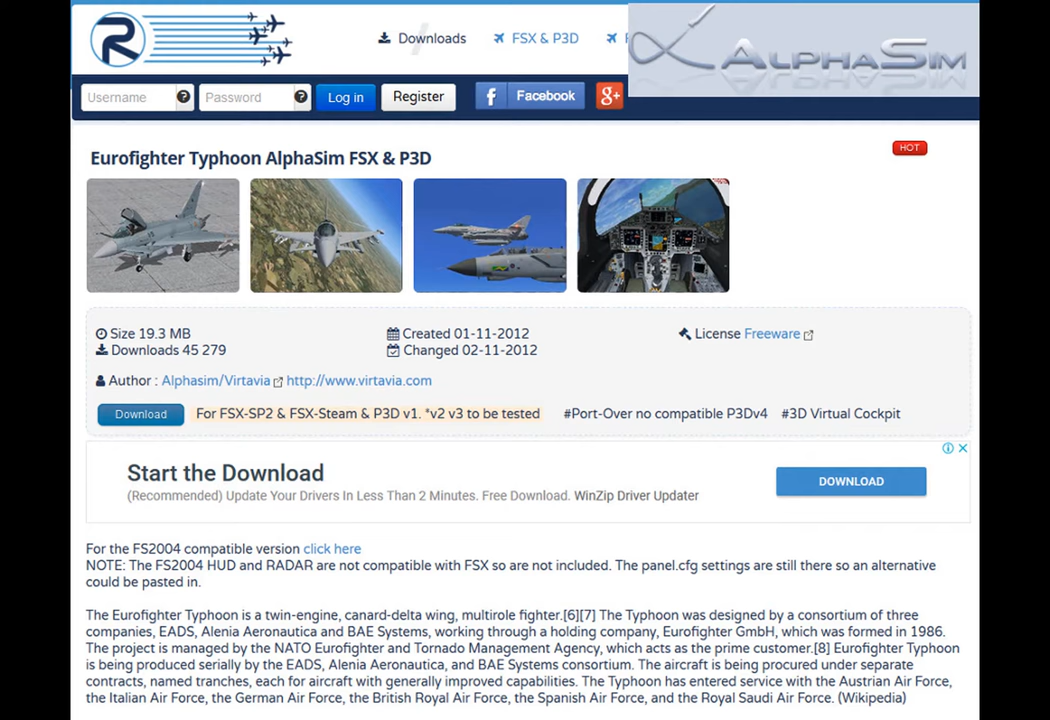 R
Downloads
FSX & P3D
ALPHASIM
Username
Password
Log in
Register
f Facebook
g+
Eurofighter Typhoon AlphaSim FSX & P3D
HOT
Size 19.3 MB
Created 01-11-2012
License Freeware
Downloads 45 279
Changed 02-11-2012
Author : Alphasim/Virtavia http://www.virtavia.com
Download
For FSX-SP2 & FSX-Steam & P3D v1. *v2 v3 to be tested
#Port-Over no compatible P3Dv4
#3D Virtual Cockpit
Start the Download
(Recommended) Update Your Drivers In Less Than 2 Minutes. Free Download. WinZip Driver Updater
DOWNLOAD
For the FS2004 compatible version click here
NOTE: The FS2004 HUD and RADAR are not compatible with FSX so are not included. The panel.cfg settings are still there so an alternative
could be pasted in.
The Eurofighter Typhoon is a twin-engine, canard-delta wing, multirole fighter.[6][7] The Typhoon was designed by a consortium of three
companies, EADS, Alenia Aeronautica and BAE Systems, working through a holding company, Eurofighter GmbH, which was formed in 1986.
The project is managed by the NATO Eurofighter and Tornado Management Agency, which acts as the prime customer.[8] Eurofighter Typhoon
is being produced serially by the EADS, Alenia Aeronautica, and BAE Systems consortium. The aircraft is being procured under separate
contracts, named tranches, each for aircraft with generally improved capabilities. The Typhoon has entered service with the Austrian Air Force,
the Italian Air Force, the German Air Force, the British Royal Air Force, the Spanish Air Force, and the Royal Saudi Air Force. (Wikipedia)